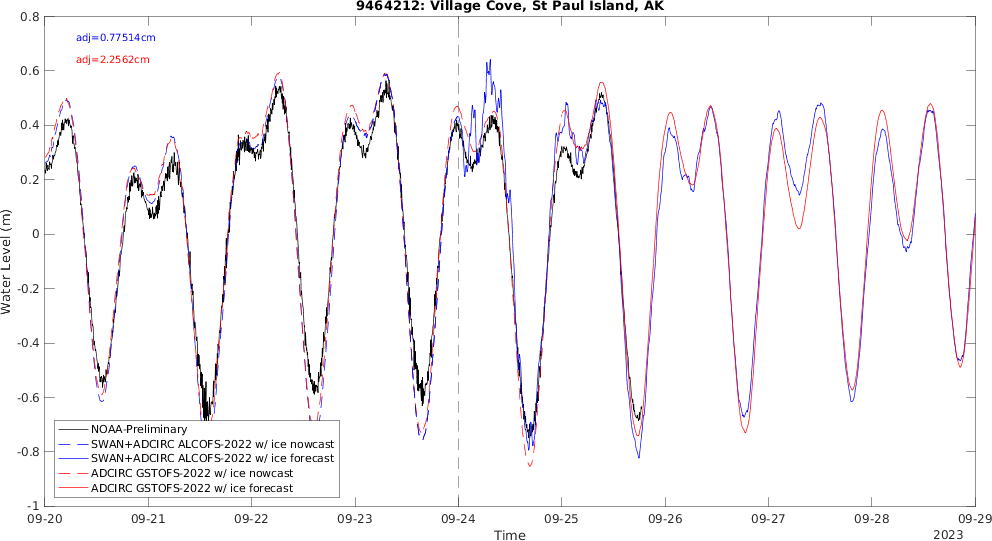 9464212: Village Cove, St Paul Island, AK
0.8
adj=0.77514cm
adj=2.2562cm
0.6
0.4
0.2
0
-0.2
-0.4
-0.6
-0.8
-1
Water Level (m)
NOAA-Preliminary
SWAN+ADCIRC ALCOFS-2022 w/ ice nowcast
SWAN+ADCIRC ALCOFS-2022 w/ ice forecast
ADCIRC GSTOFS-2022 w/ ice nowcast
ADCIRC GSTOFS-2022 w/ ice forecast
09-20 09-21 09-22 09-23 09-24 09-25 09-26 09-27 09-28 09-29
Time
2023